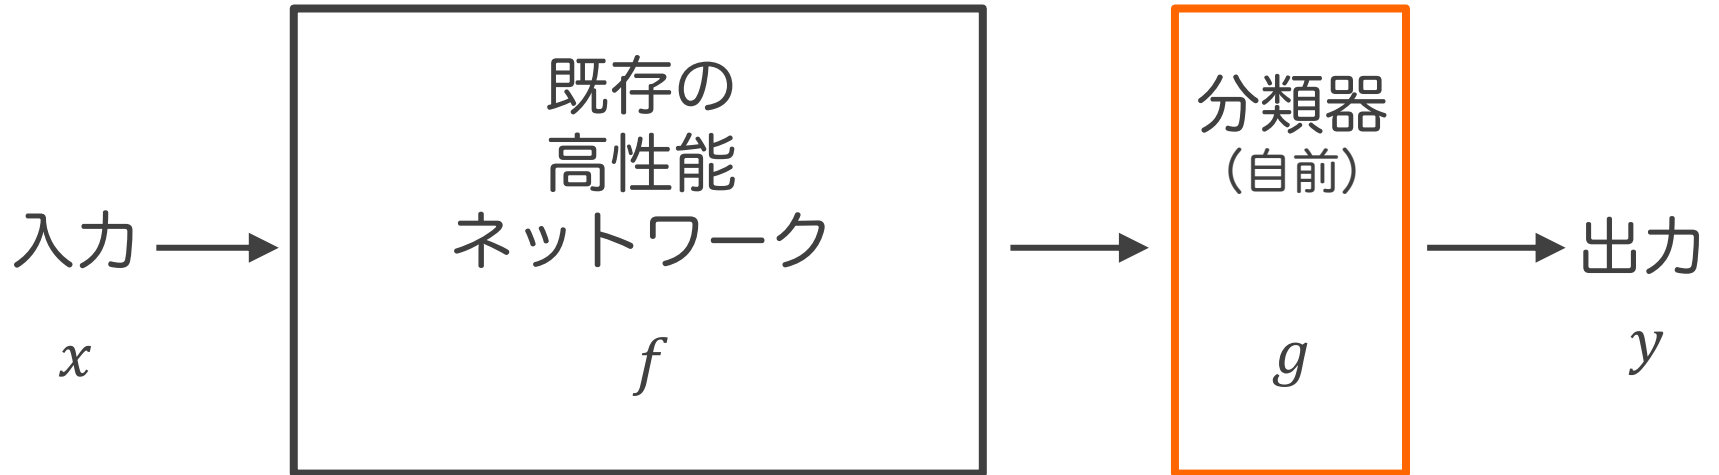 入力
x
既存の
高性能
ネットワーク
f
分類器
（自前）
g
出力
y